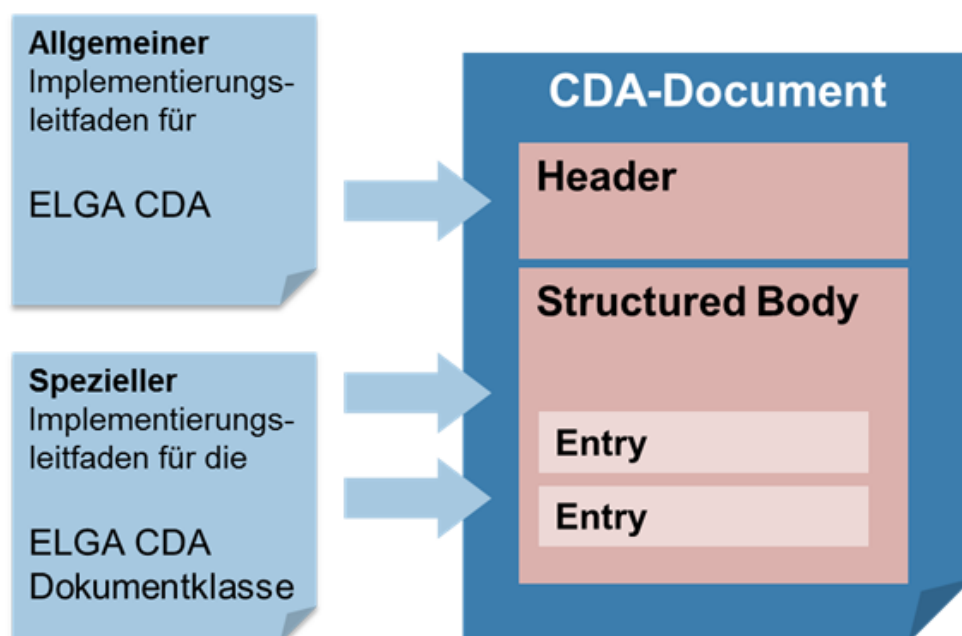 Allgemeiner
Implementierungs-
leitfaden für
ELGA CDA
Spezieller
Implementierungs-
leitfaden für die
ELGA CDA
Dokumentklasse
CDA-Document
Header
Structured Body
Entry
Entry